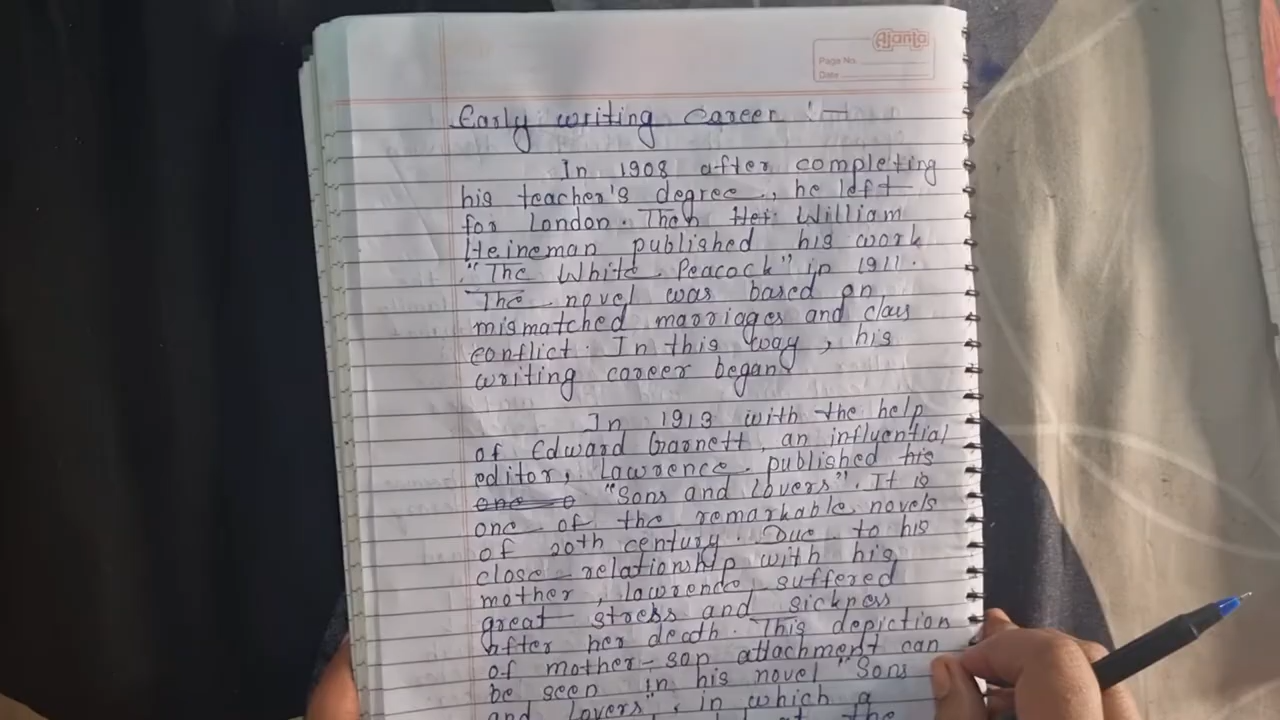 Ajanta
Page No.
Date
Early writing career :-
In 1908 after completing
his teacher's degree, he left
for London. Then Hei William
Heineman published his work
"The White Peacock" in 1911.
The novel was based on
mismatched marriages and class
conflict. In this way, his
writing career began
In 1913 with the help
of Edward Garnett, an influential
editor, Lawrence published his
one o "Sons and Lovers". It is
one of the remarkable novels
of 20th century. Due to his
close relationship with his
mother, Lawrence suffered
great stress and sickness
after her death. This depiction
of mother-son attachment can
be seen in his novel "Sons
and Lovers", in which a
the